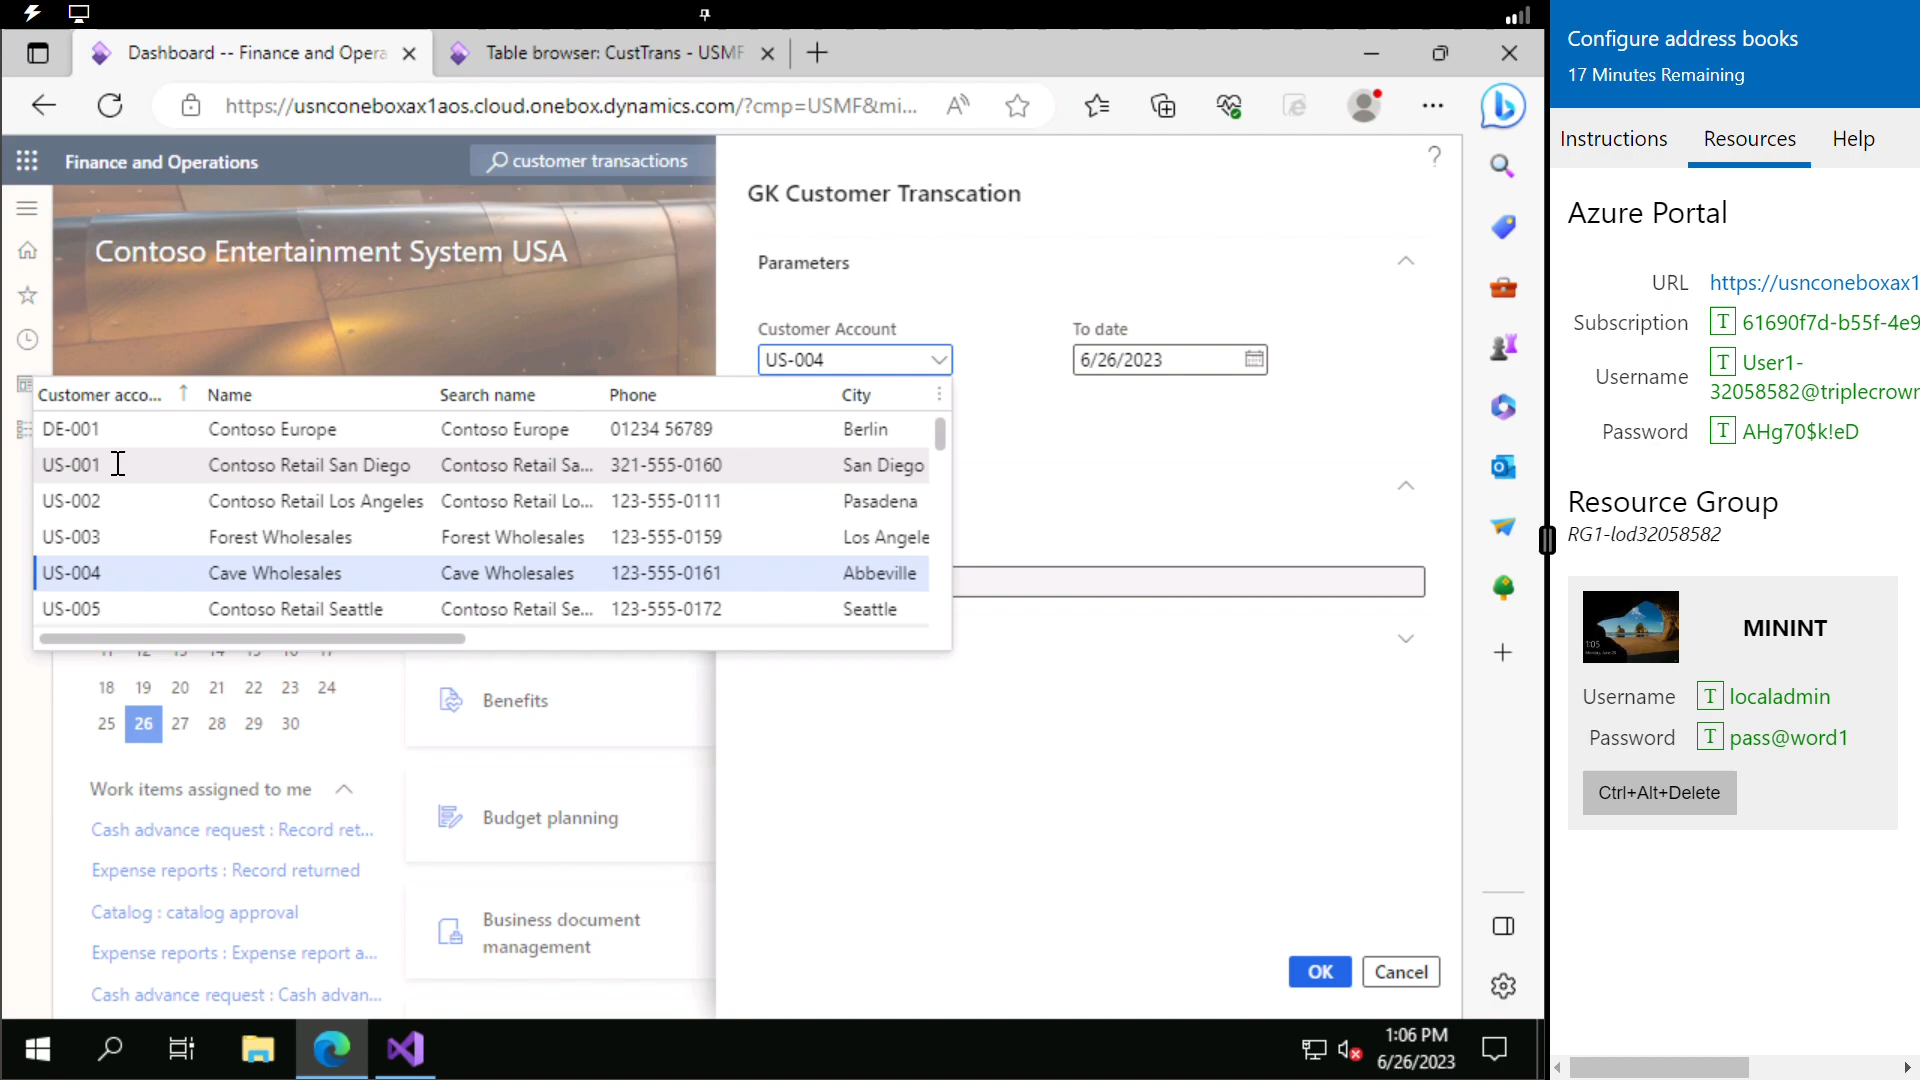 Dashboard -- Finance and Opera
Table browser: CustTrans - USMF
https://usnconeboxax1aos.cloud.onebox.dynamics.com/?cmp=USMF&mi...
Finance and Operations
customer transactions
Contoso Entertainment System USA
GK Customer Transcation
Parameters
Customer Account
US-004
To date
6/26/2023
Customer acco... Name Search name Phone City
DE-001 Contoso Europe Contoso Europe 01234 56789 Berlin
US-001 Contoso Retail San Diego Contoso Retail Sa... 321-555-0160 San Diego
US-002 Contoso Retail Los Angeles Contoso Retail Lo... 123-555-0111 Pasadena
US-003 Forest Wholesales Forest Wholesales 123-555-0159 Los Angele
US-004 Cave Wholesales Cave Wholesales 123-555-0161 Abbeville
US-005 Contoso Retail Seattle Contoso Retail Se... 123-555-0172 Seattle
11 12 13 14 15 16 17
18 19 20 21 22 23 24
25 26 27 28 29 30
Work items assigned to me
Cash advance request : Record ret...
Expense reports : Record returned
Catalog : catalog approval
Expense reports : Expense report a...
Cash advance request : Cash advan...
Benefits
Budget planning
Business document
management
OK
Cancel
1:06 PM
6/26/2023
Configure address books
17 Minutes Remaining
Instructions Resources Help
Azure Portal
URL https://usnconeboxax1
Subscription T 61690f7d-b55f-4e9
Username T User1-
32058582@triplecrown
Password T AHg70$k!eD
Resource Group
RG1-lod32058582
1:05
MININT
Username T localadmin
Password T pass@word1
Ctrl+Alt+Delete